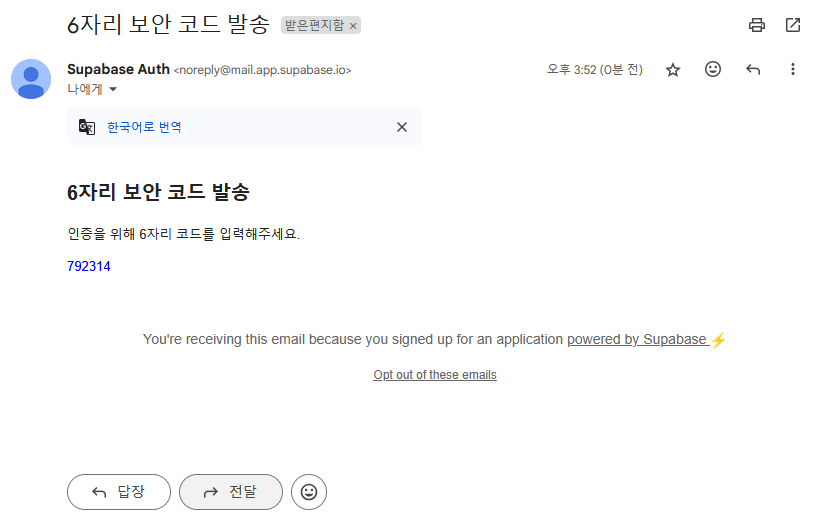 6자리 보안 코드 발송 받은편지함 ×
Supabase Auth <noreply@mail.app.supabase.io> 오후 3:52 (0분 전)
나에게
한국어로 번역
6자리 보안 코드 발송
인증을 위해 6자리 코드를 입력해주세요.
792314
You're receiving this email because you signed up for an application powered by Supabase ⚡
Opt out of these emails
답장 전달